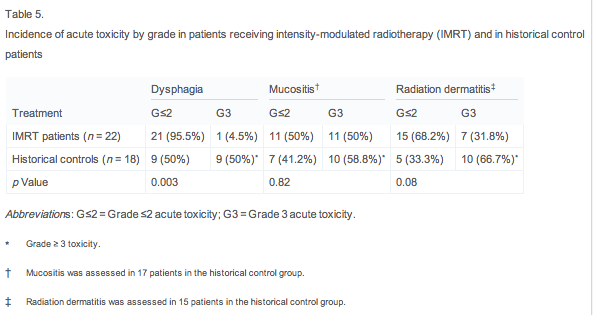 Table 5.
Incidence of acute toxicity by grade in patients receiving intensity-modulated radiotherapy (IMRT) and in historical control
patients
Dysphagia Mucositis† Radiation dermatitis‡
Treatment G≤2 G3 G≤2 G3 G≤2 G3
IMRT patients (n = 22) 21 (95.5%) 1 (4.5%) 11 (50%) 11 (50%) 15 (68.2%) 7 (31.8%)
Historical controls (n = 18) 9 (50%) 9 (50%)* 7 (41.2%) 10 (58.8%)* 5 (33.3%) 10 (66.7%)*
p Value 0.003 0.82 0.08
Abbreviations: G≤2 = Grade ≤2 acute toxicity; G3 = Grade 3 acute toxicity.
* Grade ≥ 3 toxicity.
† Mucositis was assessed in 17 patients in the historical control group.
‡ Radiation dermatitis was assessed in 15 patients in the historical control group.